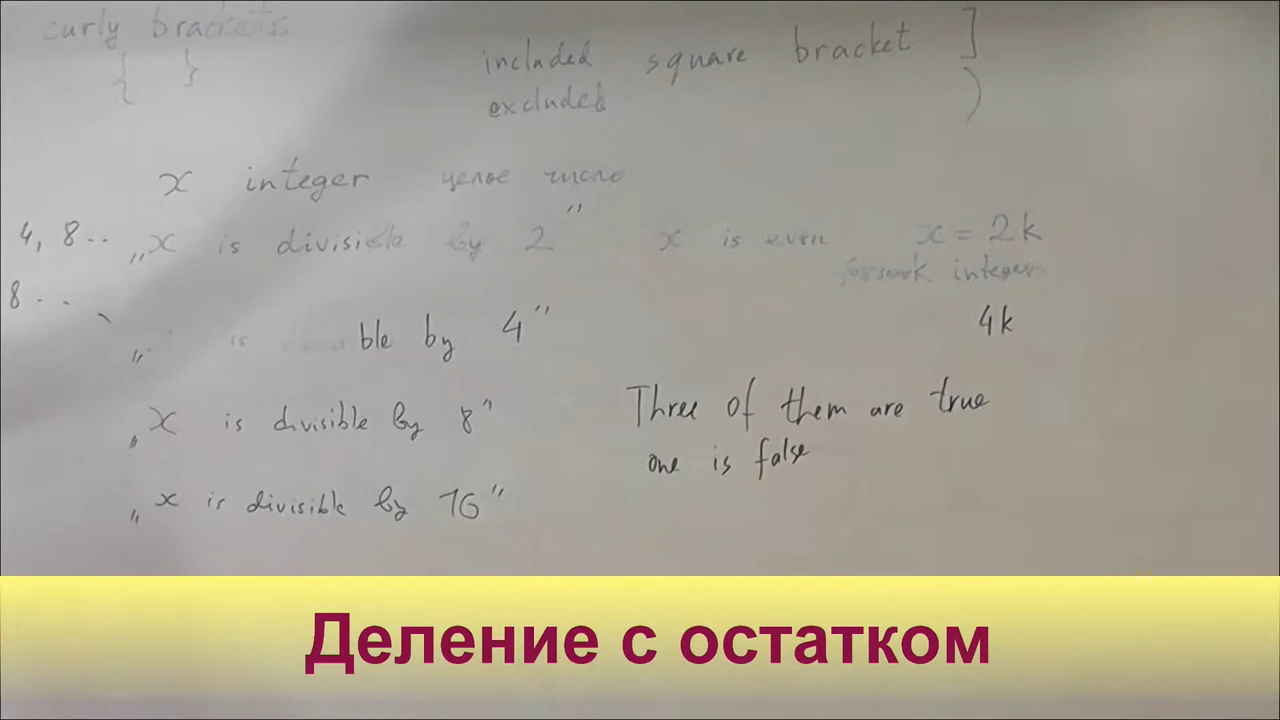 curly brackets
{ }
included square bracket ]
excluded )
x integer целое число
4, 8.. „x is divisible by 2" x is even x = 2k
8 . . integer
„ is ble by 4" 4k
„x is divisible by 8" Three of them are true
one is false
„x is divisible by 16"
Деление с остатком